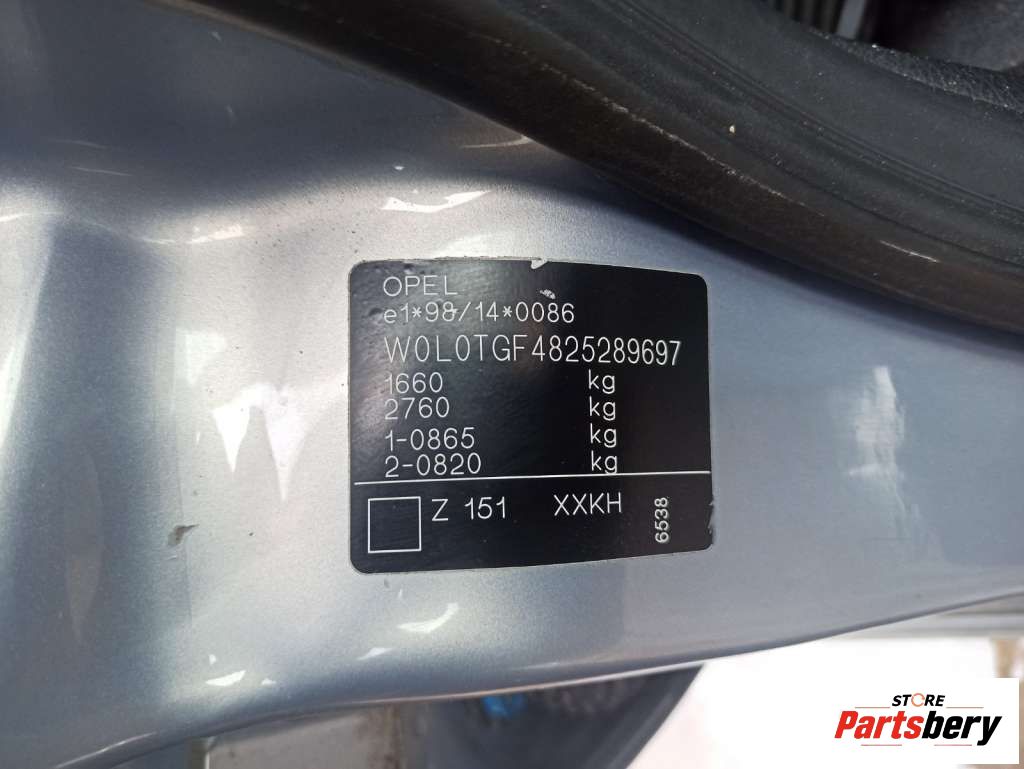 OPEL
e1*98/14*0086
W0L0TGF4825289697
1660 kg
2760 kg
1-0865 kg
2-0820 kg
Z 151 XXKH 6538
STORE
Partsbery